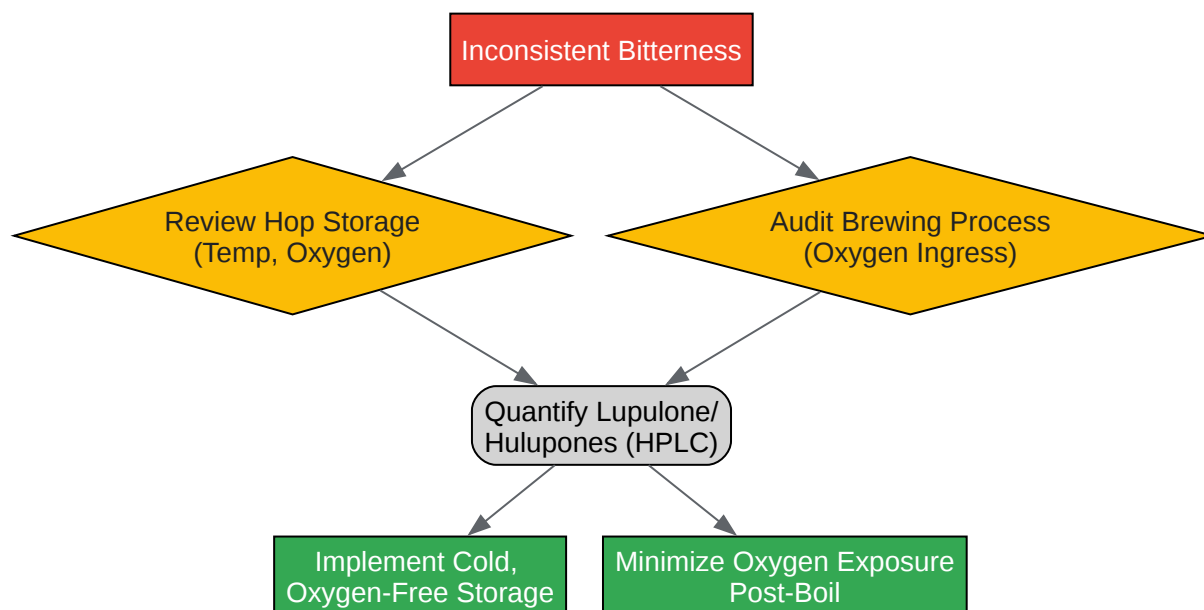 Inconsistent Bitterness
Review Hop Storage
(Temp, Oxygen)
Audit Brewing Process
(Oxygen Ingress)
Quantify Lupulone/
Hulupones (HPLC)
Implement Cold,
Oxygen-Free Storage
Minimize Oxygen Exposure
Post-Boil